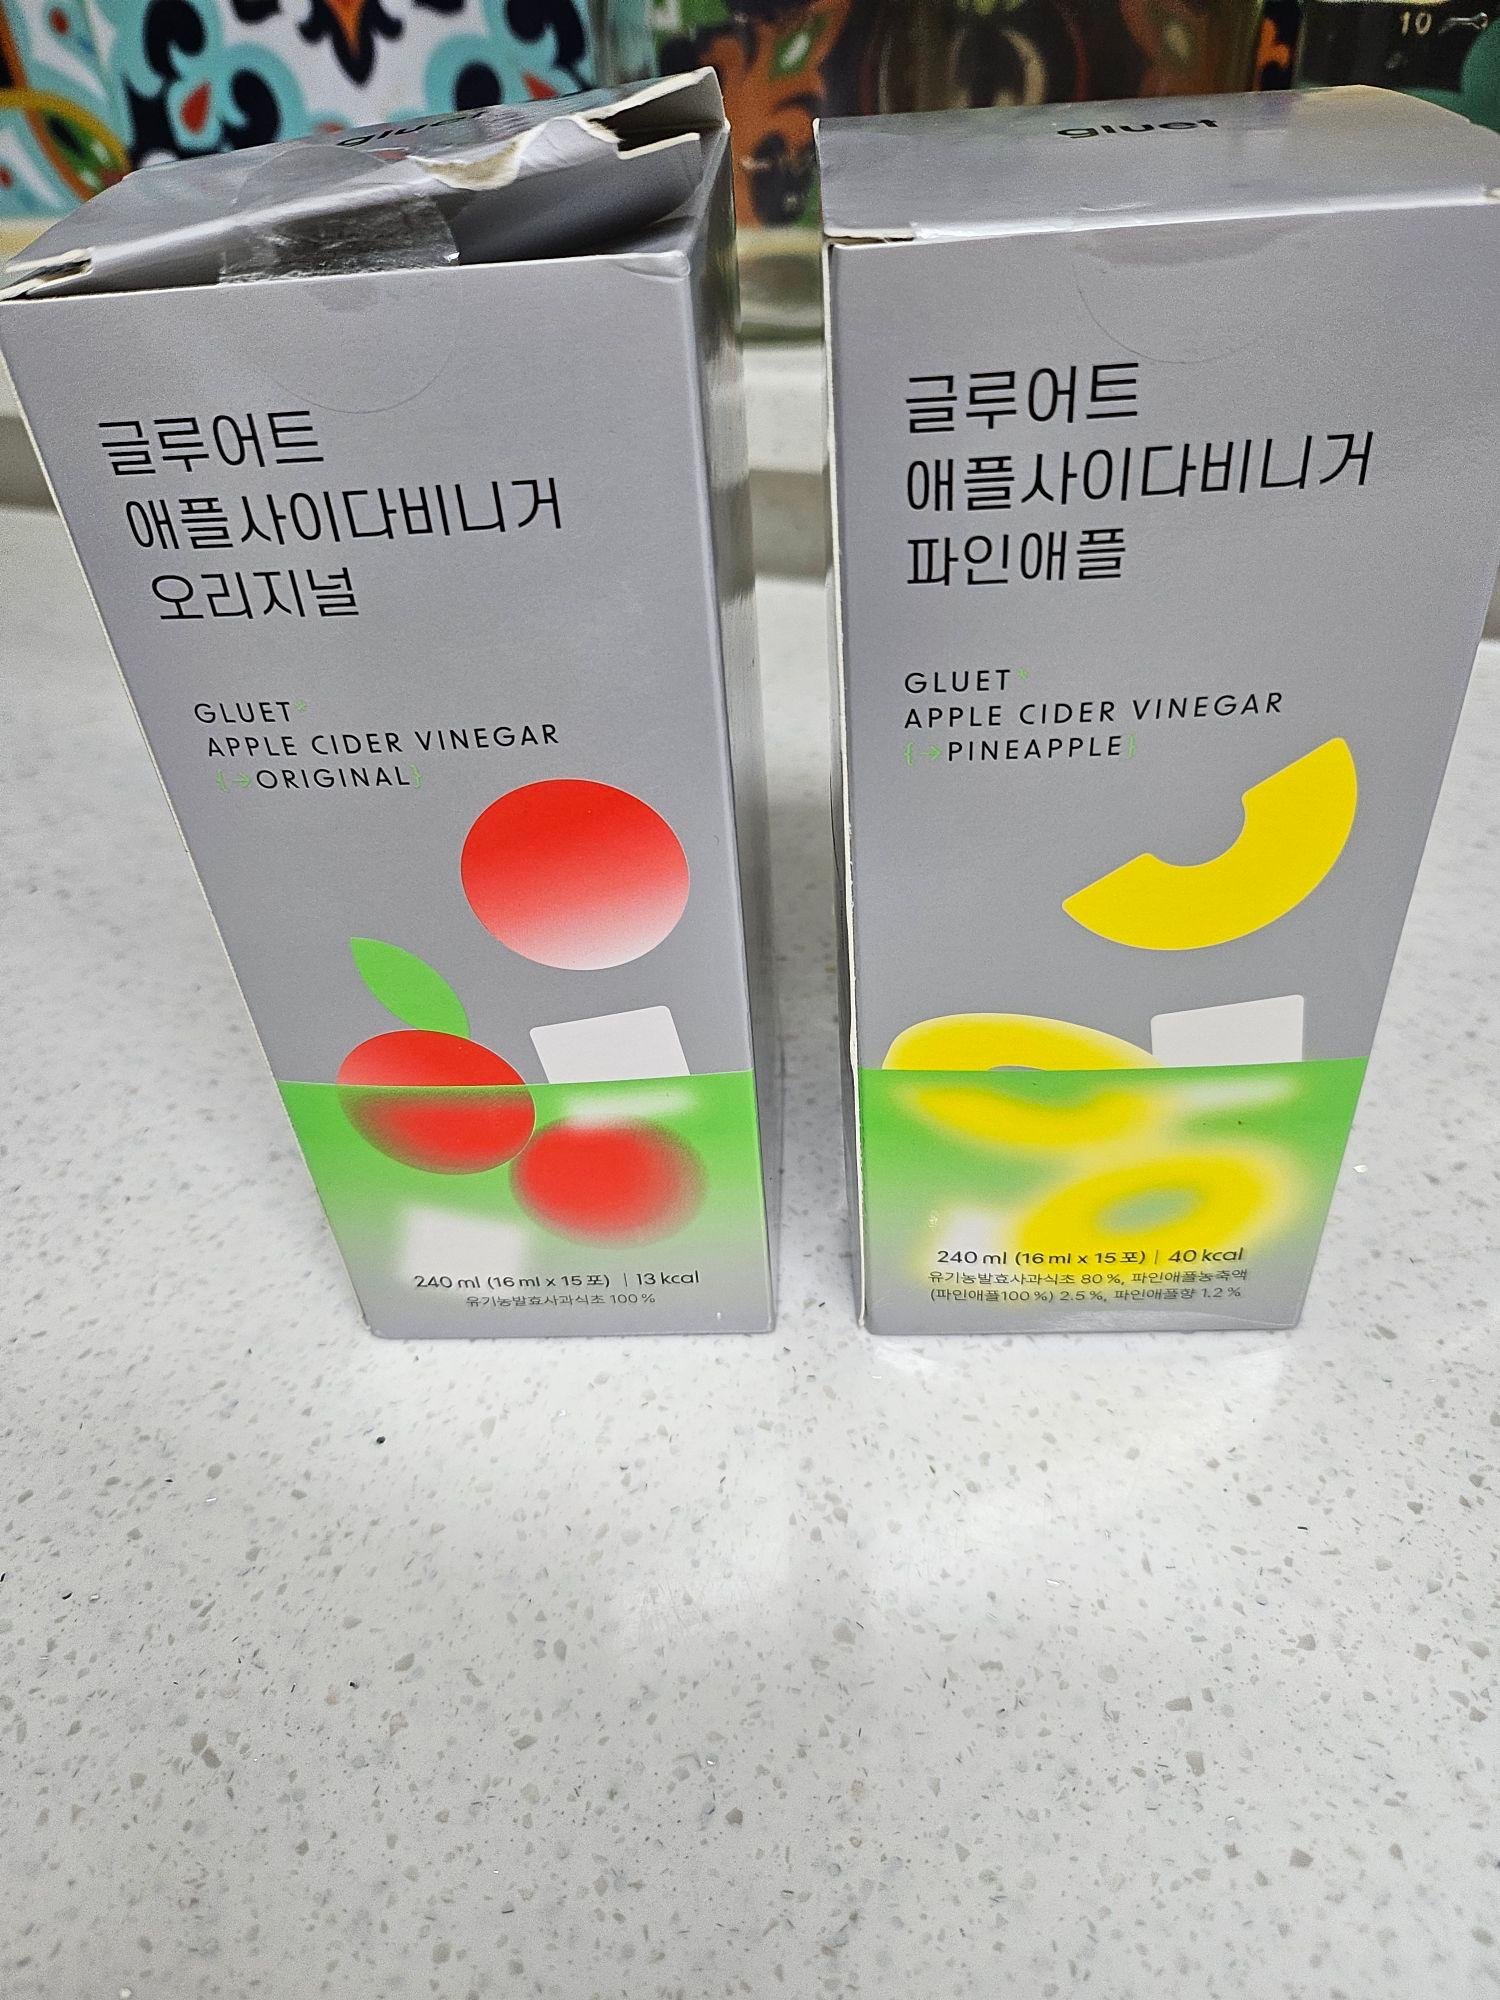 gluet
글루어트
애플사이다비니거
오리지널
GLUET*
APPLE CIDER VINEGAR
{→ORIGINAL}
240 ml (16 ml x 15 포) | 13 kcal
유기농발효사과식초 100 %
gluet
글루어트
애플사이다비니거
파인애플
GLUET*
APPLE CIDER VINEGAR
{→PINEAPPLE}
240 ml (16 ml x 15 포) | 40 kcal
유기농발효사과식초 80 %, 파인애플농축액
(파인애플100 %) 2.5 %, 파인애플향 1.2 %
10